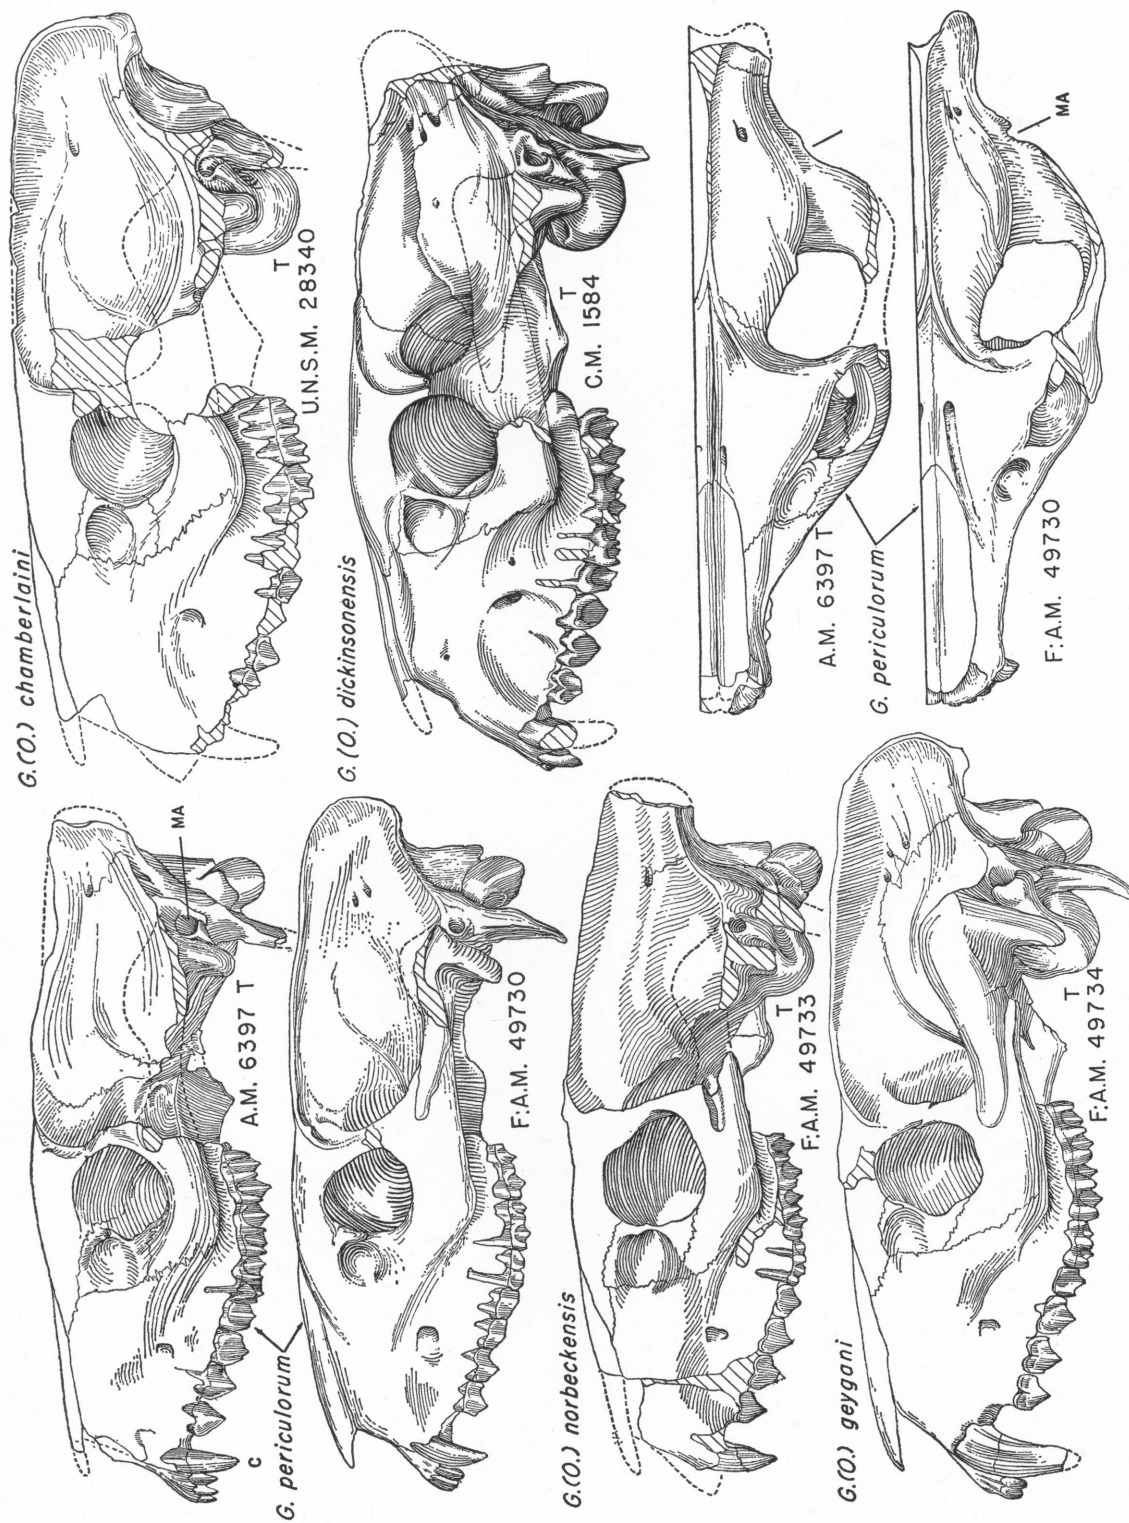 G.(O.) chamberlaini
T
U.N.S.M. 28340
G.(O.) dickinsonensis
T
C.M. 1584
A.M. 6397 T
G. periculorum
MA
F:A.M. 49730
MA
A.M. 6397 T
C
G. periculorum
F:A.M. 49730
G.(O.) norbeckensis
T
F:A.M. 49733
G.(O.) geygani
T
F:A.M. 49734